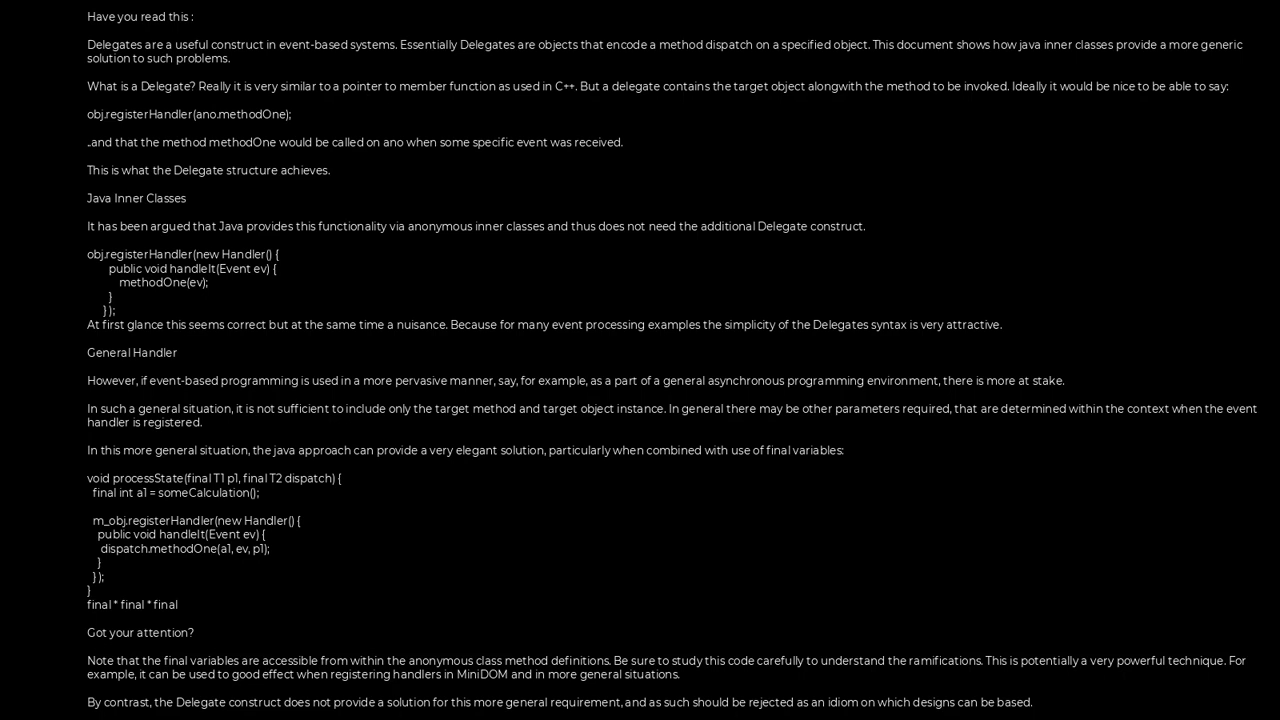 Have you read this :
Delegates are a useful construct in event-based systems. Essentially Delegates are objects that encode a method dispatch on a specified object. This document shows how java inner classes provide a more generic
solution to such problems.
What is a Delegate? Really it is very similar to a pointer to member function as used in C++. But a delegate contains the target object alongwith the method to be invoked. Ideally it would be nice to be able to say:
obj.registerHandler(ano.methodOne);
..and that the method methodOne would be called on ano when some specific event was received.
This is what the Delegate structure achieves.
Java Inner Classes
It has been argued that Java provides this functionality via anonymous inner classes and thus does not need the additional Delegate construct.
obj.registerHandler(new Handler() {
public void handleIt(Event ev) {
methodOne(ev);
}
} );
At first glance this seems correct but at the same time a nuisance. Because for many event processing examples the simplicity of the Delegates syntax is very attractive.
General Handler
However, if event-based programming is used in a more pervasive manner, say, for example, as a part of a general asynchronous programming environment, there is more at stake.
In such a general situation, it is not sufficient to include only the target method and target object instance. In general there may be other parameters required, that are determined within the context when the event
handler is registered.
In this more general situation, the java approach can provide a very elegant solution, particularly when combined with use of final variables:
void processState(final T1 p1, final T2 dispatch) {
final int a1 = someCalculation();
m_obj.registerHandler(new Handler() {
public void handleIt(Event ev) {
dispatch.methodOne(a1, ev, p1);
}
} );
}
final * final * final
Got your attention?
Note that the final variables are accessible from within the anonymous class method definitions. Be sure to study this code carefully to understand the ramifications. This is potentially a very powerful technique. For
example, it can be used to good effect when registering handlers in MiniDOM and in more general situations.
By contrast, the Delegate construct does not provide a solution for this more general requirement, and as such should be rejected as an idiom on which designs can be based.